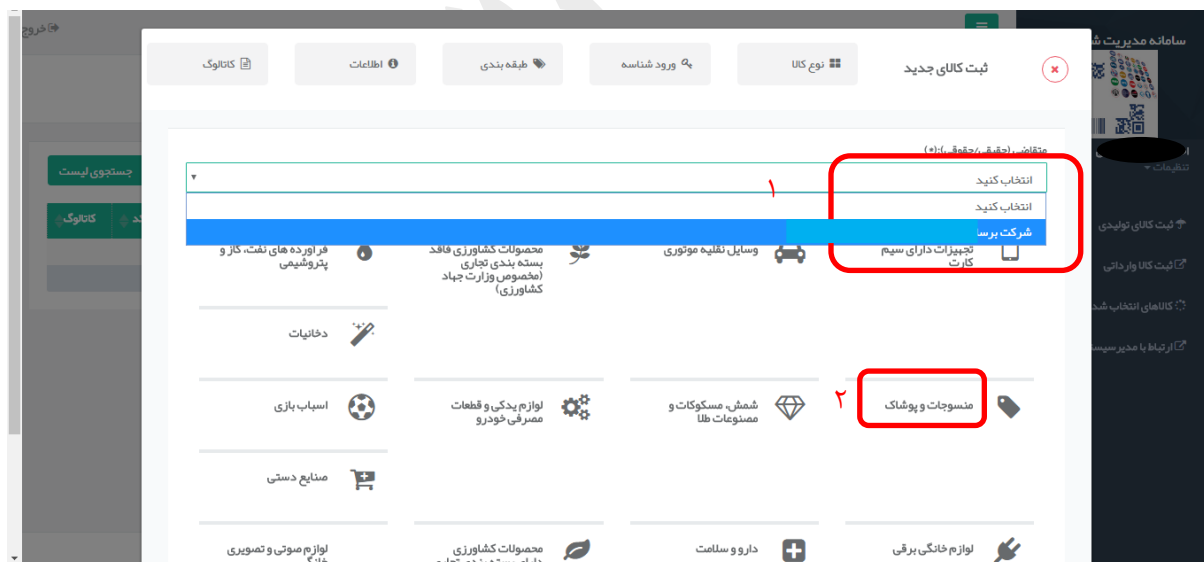 خروج
سامانه مدیریت
ثبت کالای جدید
نوع کالا
ورود شناسه
طبقه بندی
اطلاعات
کاتالوگ
متقاضی (حقیقی/حقوقی):(*)
انتخاب کنید
۱
انتخاب کنید
شرکت
تنظیمات
جستجوی لیست
کد
کاتالوگ
ثبت کالای تولیدی
ثبت کالا وارداتی
کالاهای انتخاب شد
ارتباط با مدیر سیست
تجهیزات دارای سیم
کارت
وسایل نقلیه موتوری
محصولات کشاورزی فاقد
بسته بندی تجاری
(مخصوص وزارت جهاد
کشاورزی)
فراورده های نفت، گاز و
پتروشیمی
دخانیات
۲
منسوجات و پوشاک
شمش، مسکوکات و
مصنوعات طلا
لوازم یدکی و قطعات
مصرفی خودرو
اسباب بازی
صنایع دستی
لوازم خانگی برقی
دارو و سلامت
محصولات کشاورزی
لوازم صوتی و تصویری